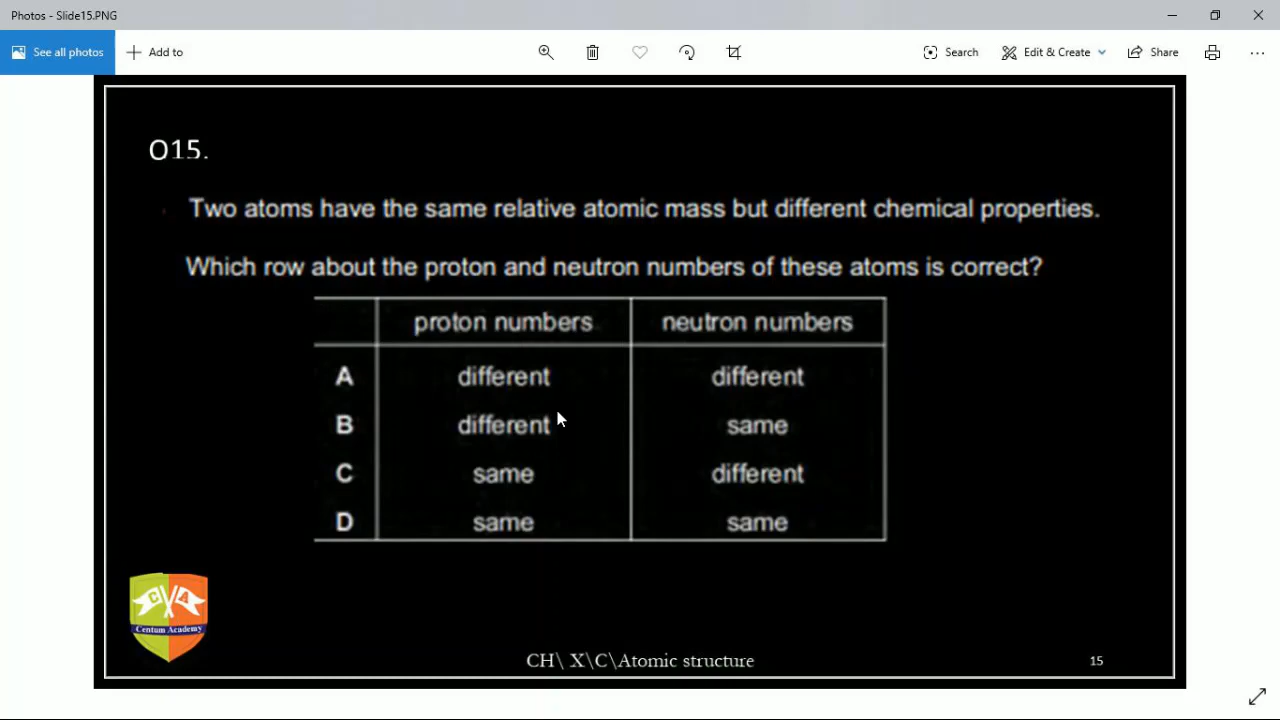 Photos - Slide15.PNG
See all photos
Add to
Search
Edit & Create
Share
Q15.
Two atoms have the same relative atomic mass but different chemical properties.
Which row about the proton and neutron numbers of these atoms is correct?
proton numbers neutron numbers
A different different
B different same
C same different
D same same
C A
Centum Academy
CH\ X\C\Atomic structure
15